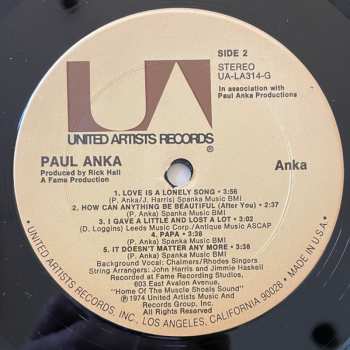 UA
SIDE 2
STEREO
UA-LA314-G
In association with
Paul Anka Productions
UNITED ARTISTS RECORDS
®
PAUL ANKA
Anka
Produced by Rick Hall
A Fame Production
1. LOVE IS A LONELY SONG • 3:56
(P. Anka/J. Harris) Spanka Music BMI
2. HOW CAN ANYTHING BE BEAUTIFUL (After You) • 2:37
(P. Anka) Spanka Music BMI
3. I GAVE A LITTLE AND LOST A LOT • 3:02
(D. Loggins) Leeds Music Corp./Antique Music ASCAP
4. PAPA • 3:38
(P. Anka) Spanka Music BMI
5. IT DOESN'T MATTER ANY MORE • 3:38
(P. Anka) Spanka Music BMI
Background Vocal: Chalmers/Rhodes Singers
String Arrangers: John Harris and Jimmie Haskell
Recorded at Fame Recording Studios,
603 East Avalon Avenue,
"Home Of The Muscle Shoals Sound"
℗ 1974 United Artists Music And
Records Group, Inc.
All Rights Reserved
• UNITED ARTISTS RECORDS, INC. LOS ANGELES, CALIFORNIA 90028 • MADE IN U.S.A. •